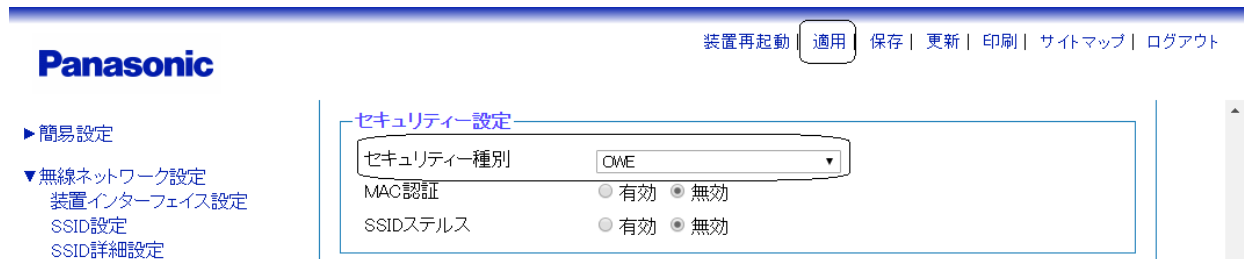 装置再起動 | 適用 | 保存 | 更新 | 印刷 | サイトマップ | ログアウト
Panasonic
▶簡易設定
▼無線ネットワーク設定
装置インターフェイス設定
SSID設定
SSID詳細設定
セキュリティー設定
セキュリティー種別 OWE
MAC認証 有効 無効
SSIDステルス 有効 無効